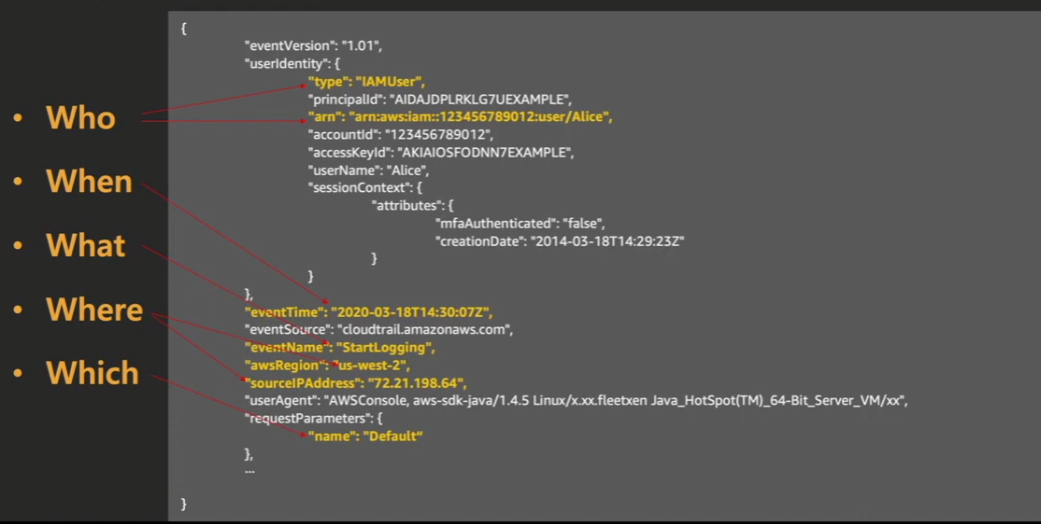 • Who
• When
• What
• Where
• Which
{
"eventVersion": "1.01",
"userIdentity": {
"type": "IAMUser",
"principalId": "AIDAJDPLRKLG7UEXAMPLE",
"arn": "arn:aws:iam::123456789012:user/Alice",
"accountId": "123456789012",
"accessKeyId": "AKIAIOSFODNN7EXAMPLE",
"userName": "Alice",
"sessionContext": {
"attributes": {
"mfaAuthenticated": "false",
"creationDate": "2014-03-18T14:29:23Z"
}
}
},
"eventTime": "2020-03-18T14:30:07Z",
"eventSource": "cloudtrail.amazonaws.com",
"eventName": "StartLogging",
"awsRegion": "us-west-2",
"sourceIPAddress": "72.21.198.64",
"userAgent": "AWSConsole, aws-sdk-java/1.4.5 Linux/x.xx.fleetxen Java_HotSpot(TM)_64-Bit_Server_VM/xx",
"requestParameters": {
"name": "Default"
},
...
}